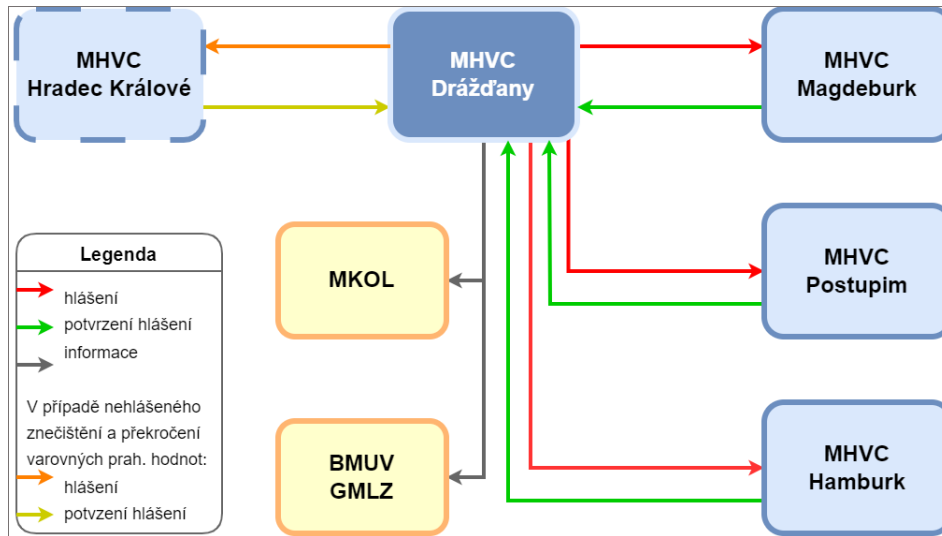 MHVC
Hradec Králové
MHVC
Drážďany
MHVC
Magdeburk
MKOL
MHVC
Postupim
BMUV
GMLZ
MHVC
Hamburk
Legenda
hlášení
potvrzení hlášení
informace
V případě nehlášeného
znečištění a překročení
varovných prah. hodnot:
hlášení
potvzení hlášení